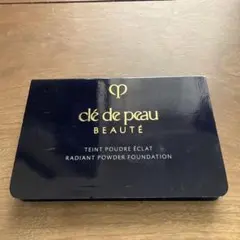 clé de peau
BEAUTÉ
TEINT POUDRE ÉCLAT
RADIANT POWDER FOUNDATION